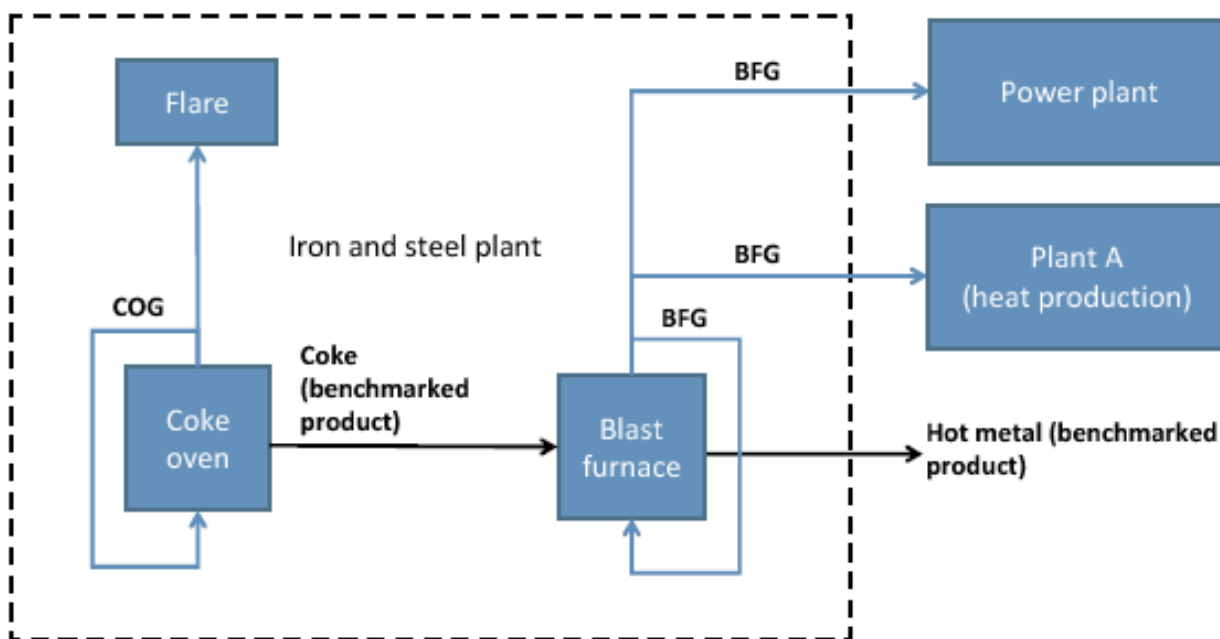 BFG
Power plant
Flare
Iron and steel plant
BFG
Plant A
(heat production)
COG
BFG
Coke
(benchmarked
product)
Coke
oven
Blast
furnace
Hot metal (benchmarked
product)